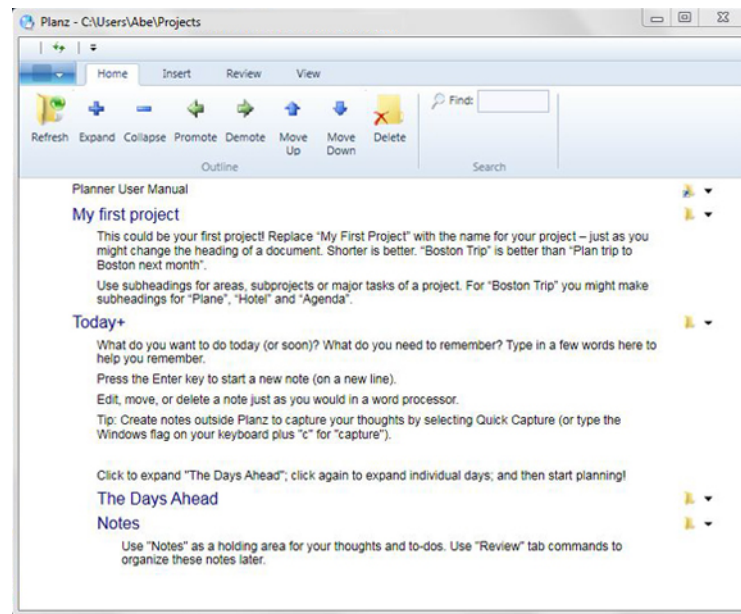 Planz - C:\Users\Abe\Projects
Home Insert Review View
Refresh Expand Collapse Promote Demote Move Up Move Down Delete
Find:
Outline Search
Planner User Manual
My first project
This could be your first project! Replace “My First Project” with the name for your project – just as you
might change the heading of a document. Shorter is better. “Boston Trip” is better than “Plan trip to
Boston next month”.
Use subheadings for areas, subprojects or major tasks of a project. For “Boston Trip” you might make
subheadings for “Plane”, “Hotel” and “Agenda”.
Today+
What do you want to do today (or soon)? What do you need to remember? Type in a few words here to
help you remember.
Press the Enter key to start a new note (on a new line).
Edit, move, or delete a note just as you would in a word processor.
Tip: Create notes outside Planz to capture your thoughts by selecting Quick Capture (or type the
Windows flag on your keyboard plus "c" for "capture").
Click to expand "The Days Ahead"; click again to expand individual days; and then start planning!
The Days Ahead
Notes
Use "Notes" as a holding area for your thoughts and to-dos. Use "Review" tab commands to
organize these notes later.